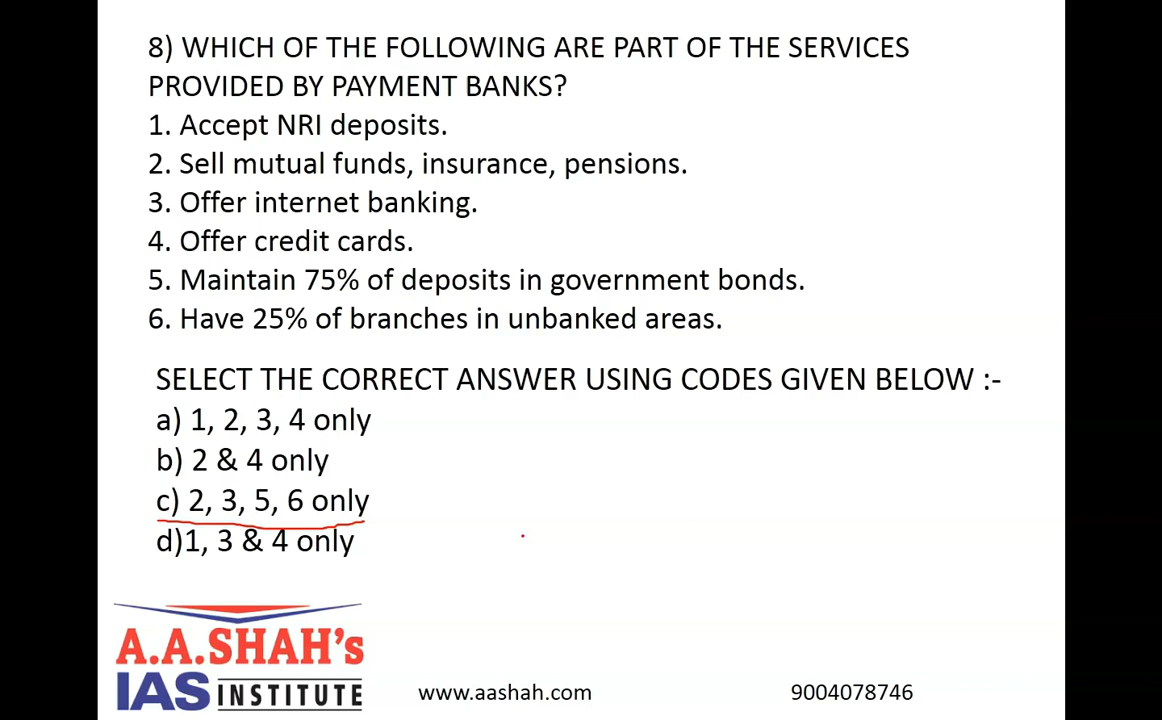 8) WHICH OF THE FOLLOWING ARE PART OF THE SERVICES
PROVIDED BY PAYMENT BANKS?
1. Accept NRI deposits.
2. Sell mutual funds, insurance, pensions.
3. Offer internet banking.
4. Offer credit cards.
5. Maintain 75% of deposits in government bonds.
6. Have 25% of branches in unbanked areas.
SELECT THE CORRECT ANSWER USING CODES GIVEN BELOW :-
a) 1, 2, 3, 4 only
b) 2 & 4 only
c) 2, 3, 5, 6 only
d)1, 3 & 4 only
A.A.SHAH's
IAS INSTITUTE
www.aashah.com
9004078746